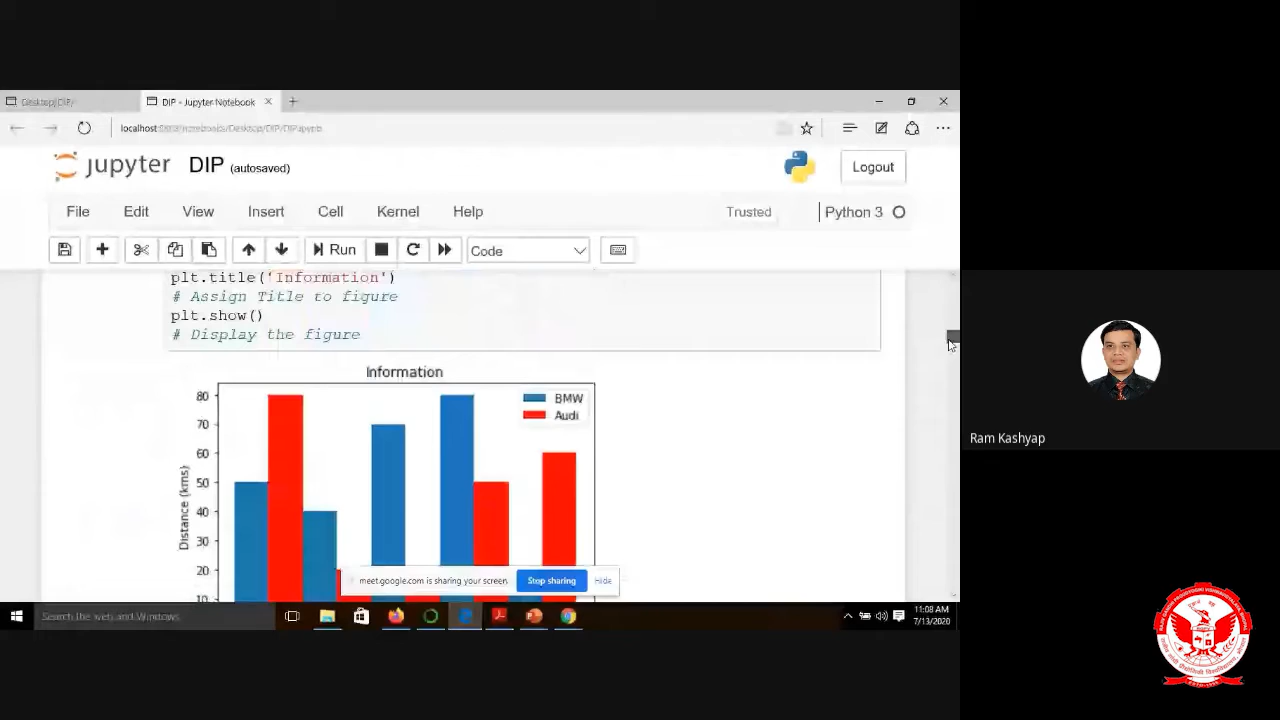 Desktop/DIP/
DIP - Jupyter Notebook
jupyter DIP (autosaved)
Logout
File Edit View Insert Cell Kernel Help
Trusted
Python 3
Run
Code
plt.title('Information')
# Assign Title to figure
plt.show()
# Display the figure
Information
BMW
Audi
Distance (kms)
80
70
60
50
40
30
20
10
meet.google.com is sharing your screen.
Stop sharing
Hide
Search the web and Windows
11:08 AM
7/13/2020
Ram Kashyap